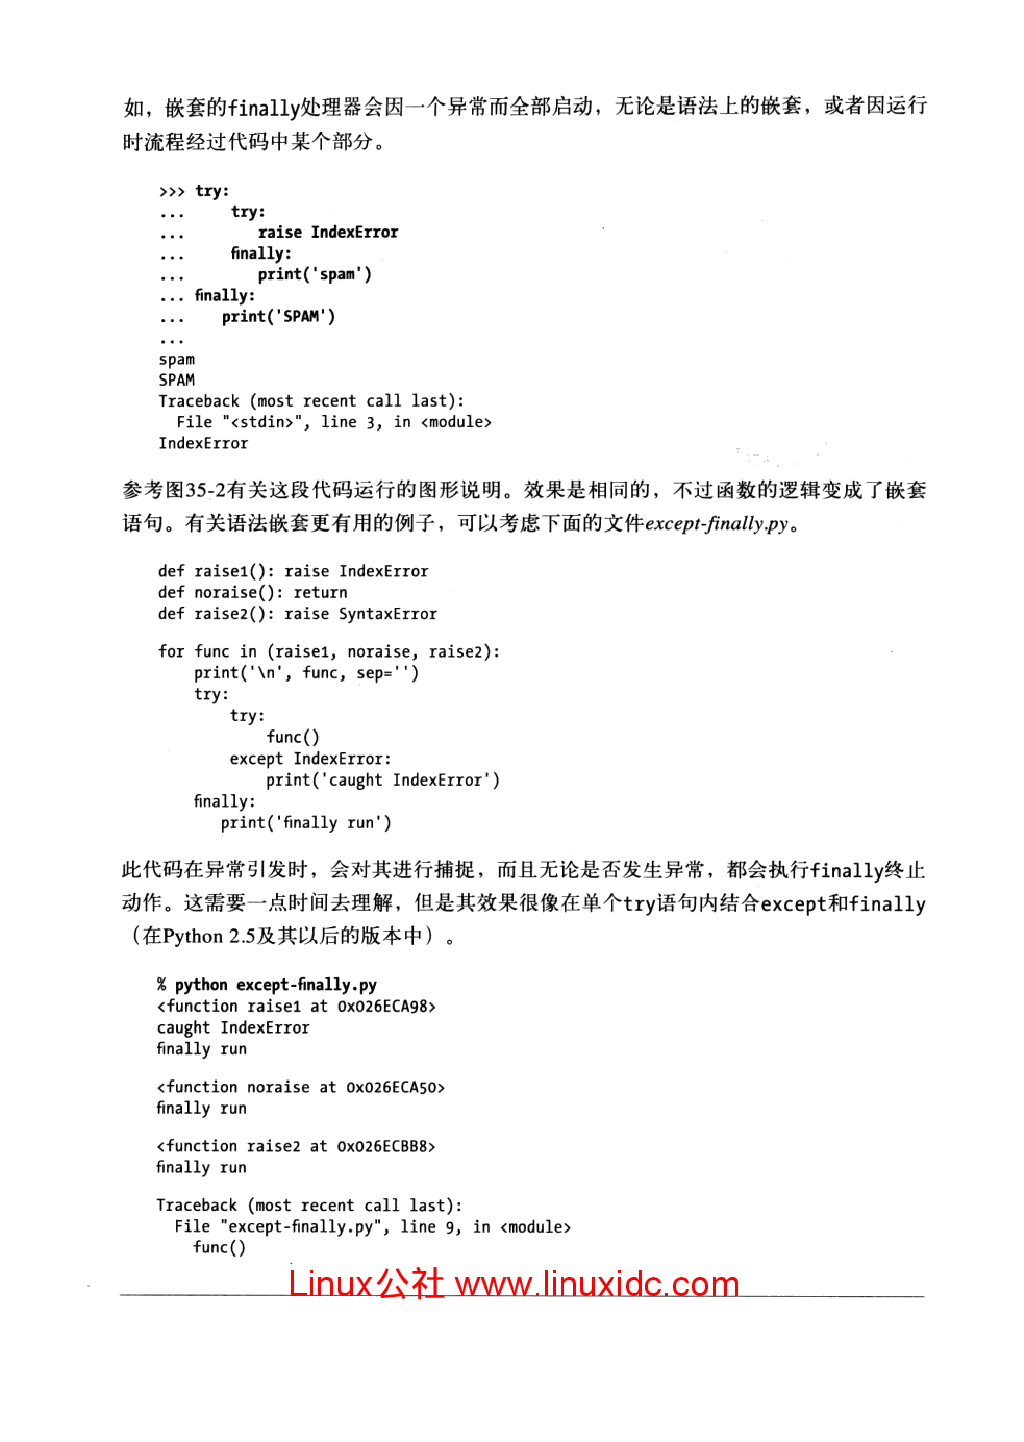 如，嵌套的finally处理器会因一个异常而全部启动，无论是语法上的嵌套，或者因运行
时流程经过代码中某个部分。
>>> try:
...     try:
...        raise IndexError
...     finally:
...        print('spam')
... finally:
...    print('SPAM')
...
spam
SPAM
Traceback (most recent call last):
  File "<stdin>", line 3, in <module>
IndexError
参考图35-2有关这段代码运行的图形说明。效果是相同的，不过函数的逻辑变成了嵌套
语句。有关语法嵌套更有用的例子，可以考虑下面的文件except-finally.py。
def raise1(): raise IndexError
def noraise(): return
def raise2(): raise SyntaxError
for func in (raise1, noraise, raise2):
    print('\n', func, sep='')
    try:
        try:
            func()
        except IndexError:
            print('caught IndexError')
    finally:
       print('finally run')
此代码在异常引发时，会对其进行捕捉，而且无论是否发生异常，都会执行finally终止
动作。这需要一点时间去理解，但是其效果很像在单个try语句内结合except和finally
（在Python 2.5及其以后的版本中）。
% python except-finally.py
<function raise1 at 0x026ECA98>
caught IndexError
finally run
<function noraise at 0x026ECA50>
finally run
<function raise2 at 0x026ECBB8>
finally run
Traceback (most recent call last):
  File "except-finally.py", line 9, in <module>
    func()
Linux公社 www.linuxidc.com